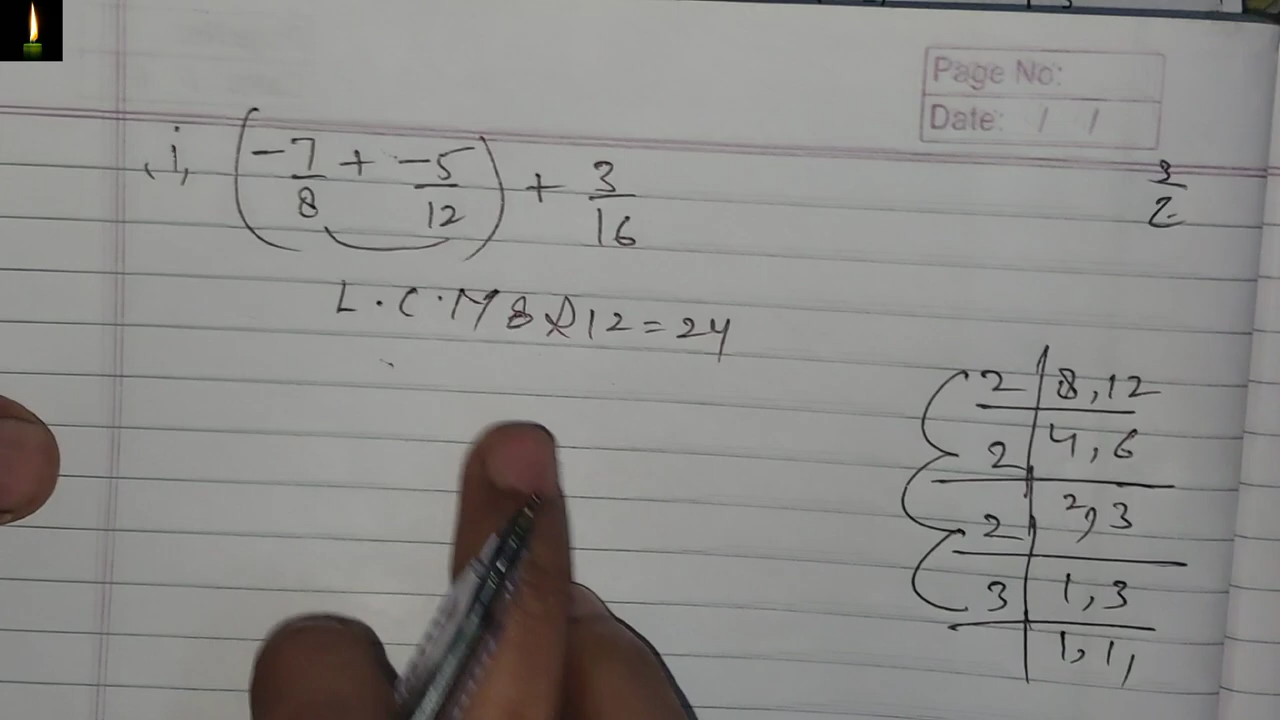 Page No:
Date: / /
i, (-7/8 + -5/12) + 3/16
3/2
L.C.M 8 & 12 = 24
2 | 8, 12
2 | 4, 6
2 | 2, 3
3 | 1, 3
1, 1,